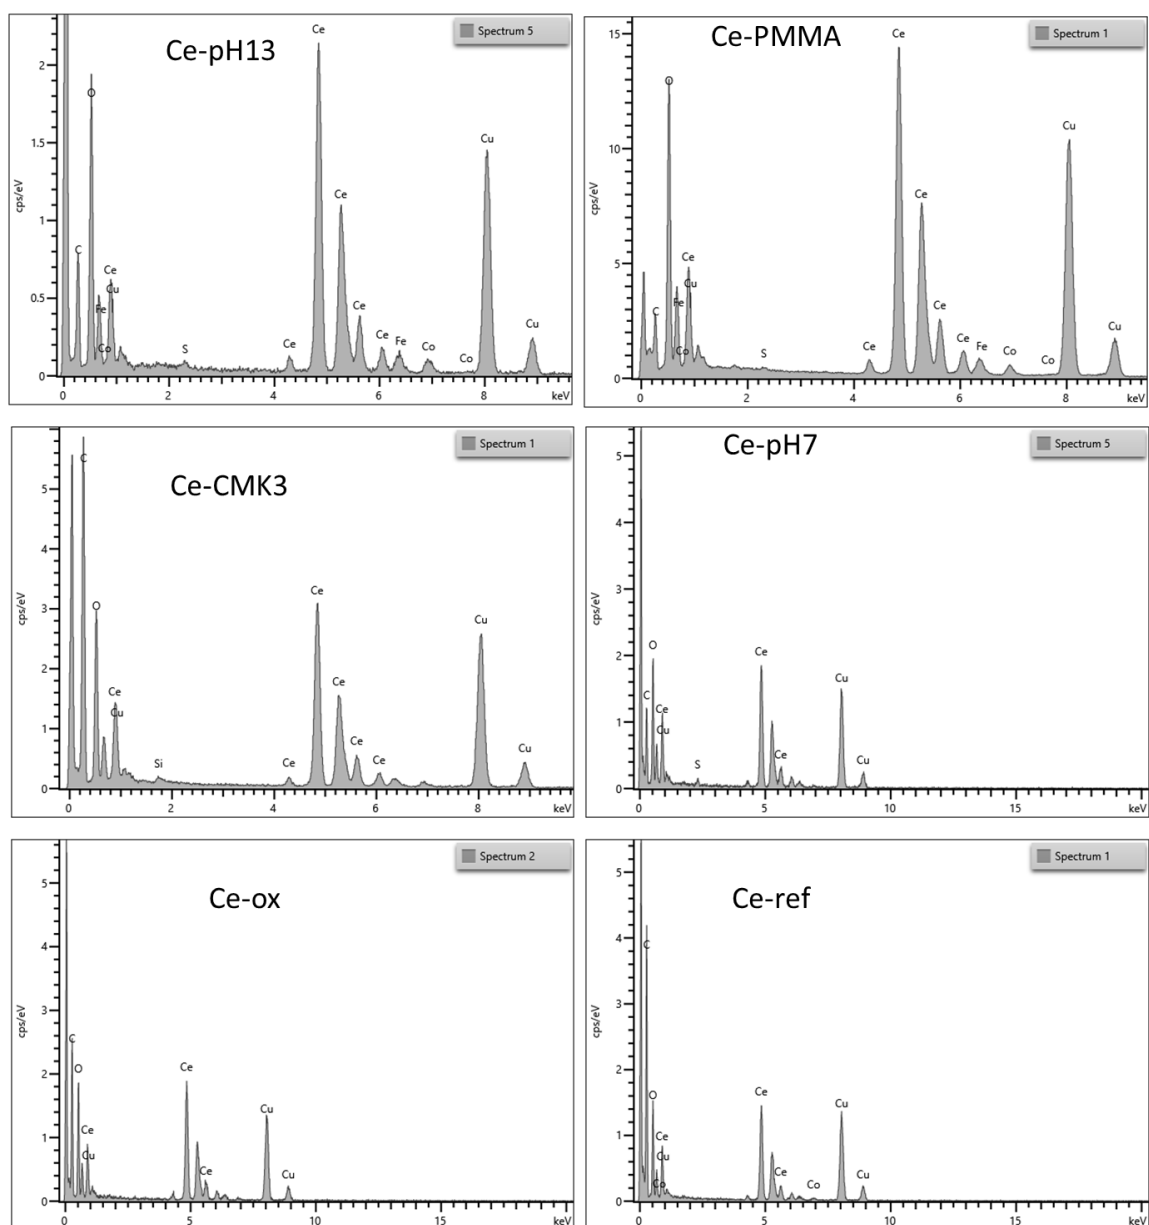 Ce-pH13
Spectrum 5
cps/eV
2
1.5
1
0.5
0
C
O
Fe
Co
Ce
Cu
S
Ce
Ce
Ce
Ce
Ce
Fe
Co
Co
Cu
Cu
0 2 4 6 8 keV
Ce-PMMA
Spectrum 1
cps/eV
15
10
5
0
C
O
Fe
Co
Ce
Cu
S
Ce
Ce
Ce
Ce
Ce
Fe
Co
Co
Cu
Cu
0 2 4 6 8 keV
Ce-CMK3
Spectrum 1
cps/eV
5
4
3
2
1
0
C
O
Ce
Cu
Si
Ce
Ce
Ce
Ce
Ce
Cu
Cu
0 2 4 6 8 keV
Ce-pH7
Spectrum 5
cps/eV
5
4
3
2
1
0
C
O
Ce
Cu
S
Ce
Ce
Cu
Cu
0 5 10 15 keV
Ce-ox
Spectrum 2
cps/eV
5
4
3
2
1
0
C
O
Ce
Cu
Ce
Ce
Cu
Cu
0 5 10 15 keV
Ce-ref
Spectrum 1
cps/eV
5
4
3
2
1
0
C
O
Ce
Cu
Co
Ce
Ce
Co
Cu
Cu
0 5 10 15 keV